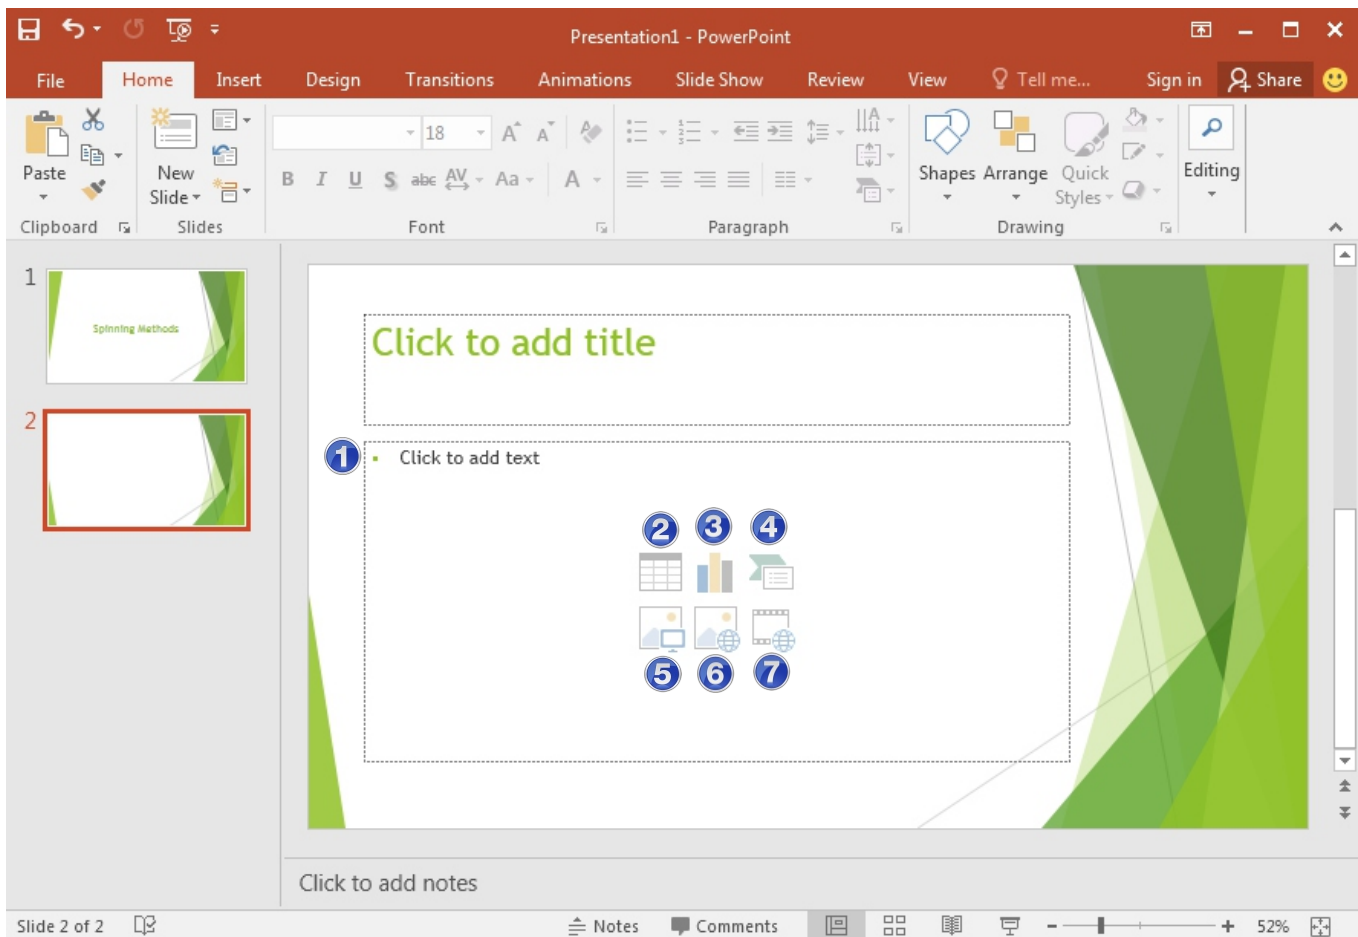 Presentation1 - PowerPoint
File Home Insert Design Transitions Animations Slide Show Review View Tell me... Sign in Share
Paste
Clipboard
New
Slide
Slides
18 A A
B I U S abc AV Aa A
Font
Paragraph
Shapes Arrange Quick
Styles
Drawing
Editing
1
Spinning Methods
2
Click to add title
1 Click to add text
2 3 4
5 6 7
Click to add notes
Slide 2 of 2 Notes Comments 52%